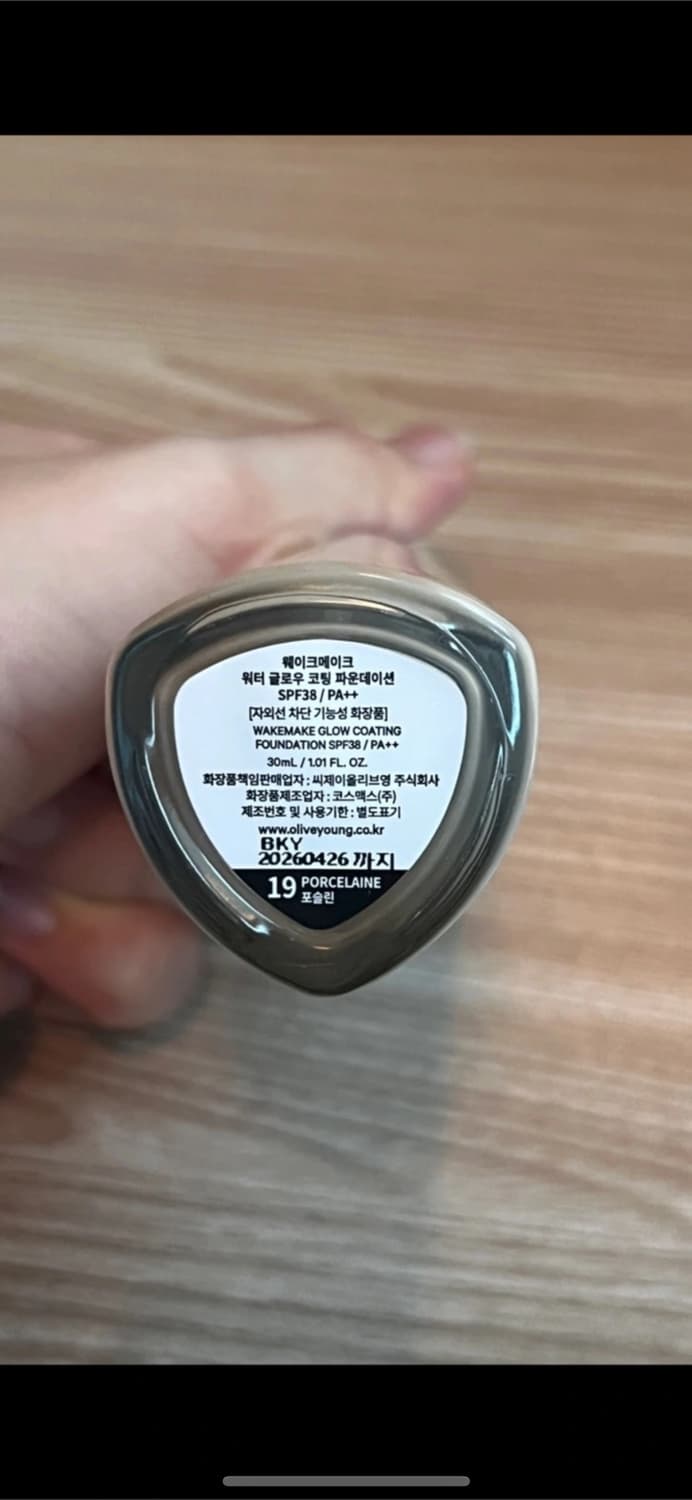 웨이크메이크
워터 글로우 코팅 파운데이션
SPF38 / PA++
[자외선 차단 기능성 화장품]
WAKEMAKE GLOW COATING
FOUNDATION SPF38 / PA++
30mL / 1.01 FL. OZ.
화장품책임판매업자 : 씨제이올리브영 주식회사
화장품제조업자 : 코스맥스(주)
제조번호 및 사용기한 : 별도표기
www.oliveyoung.co.kr
BKY
20260426 까지
19 PORCELAINE
포슬린